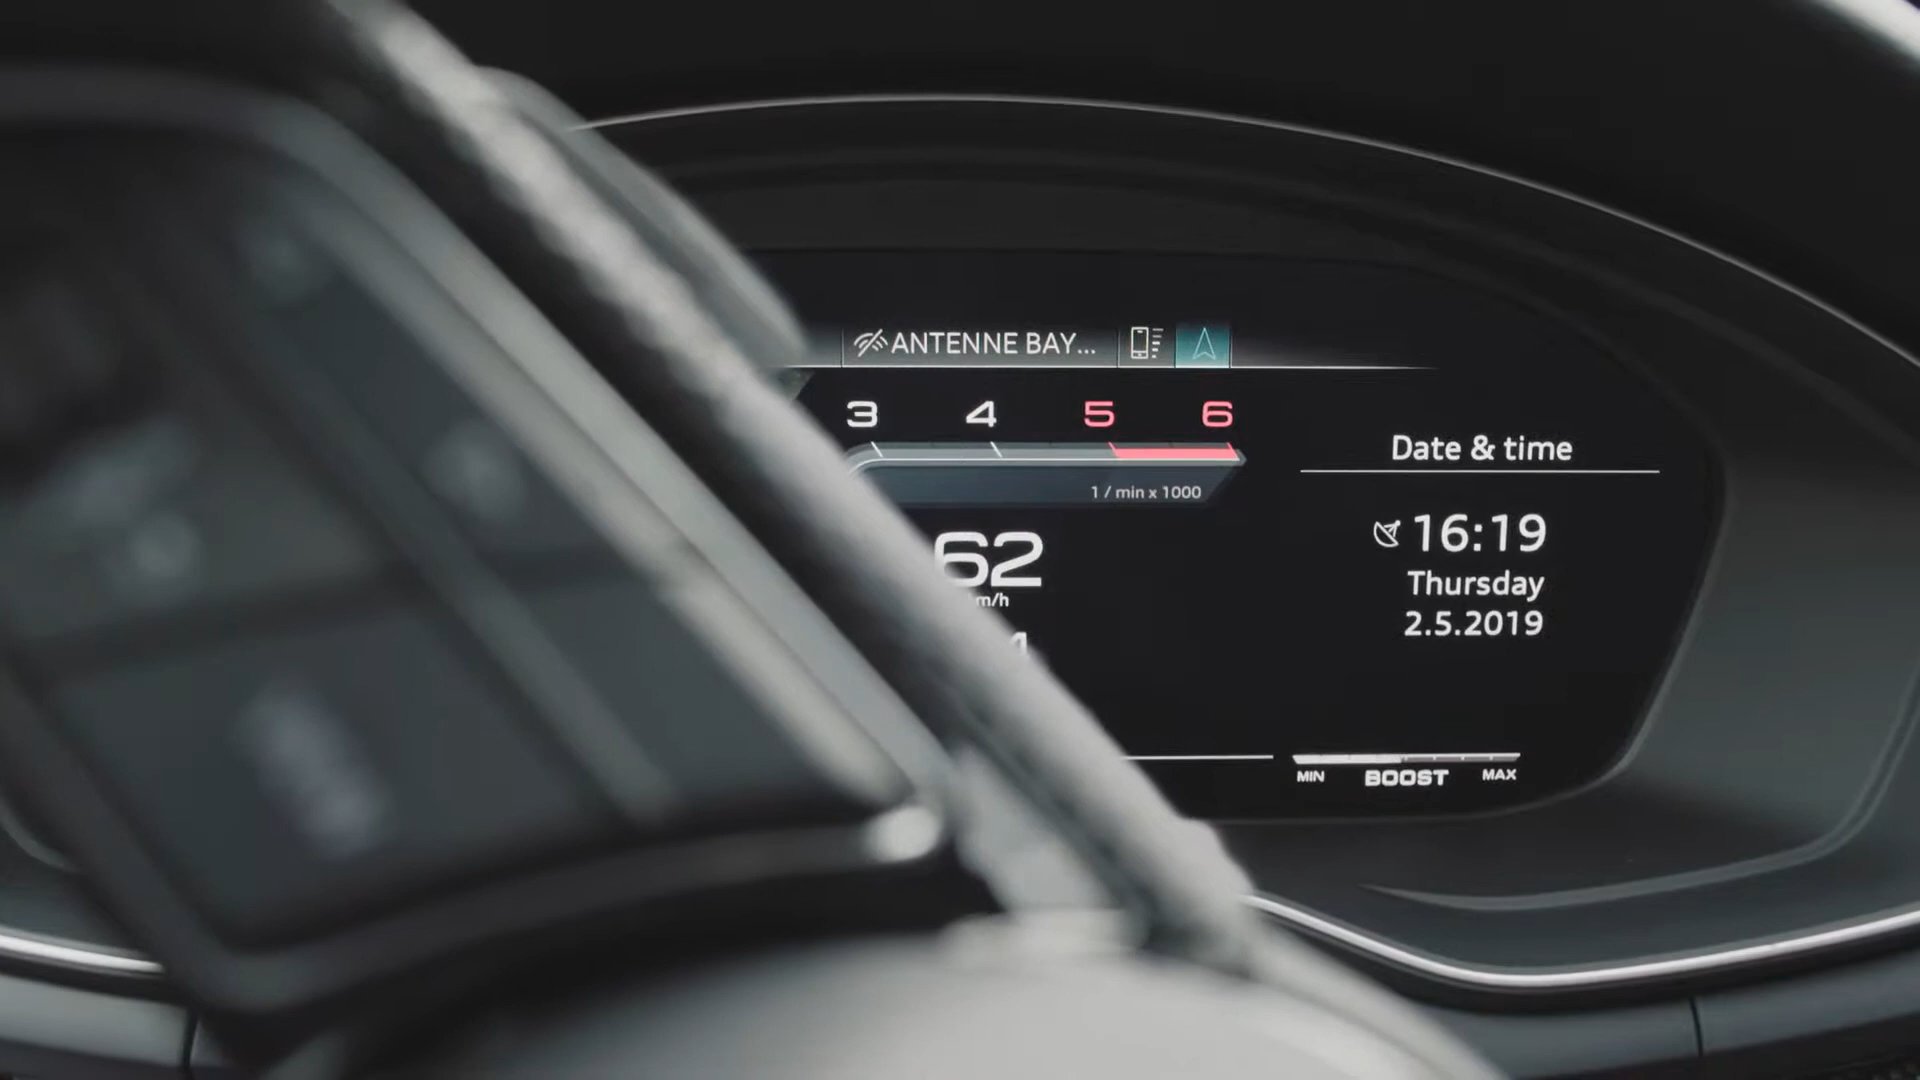 ANTENNE BAY...
3 4 5 6
1 / min x 1000
Date & time
16:19
Thursday
2.5.2019
62
m/h
4
MIN BOOST MAX